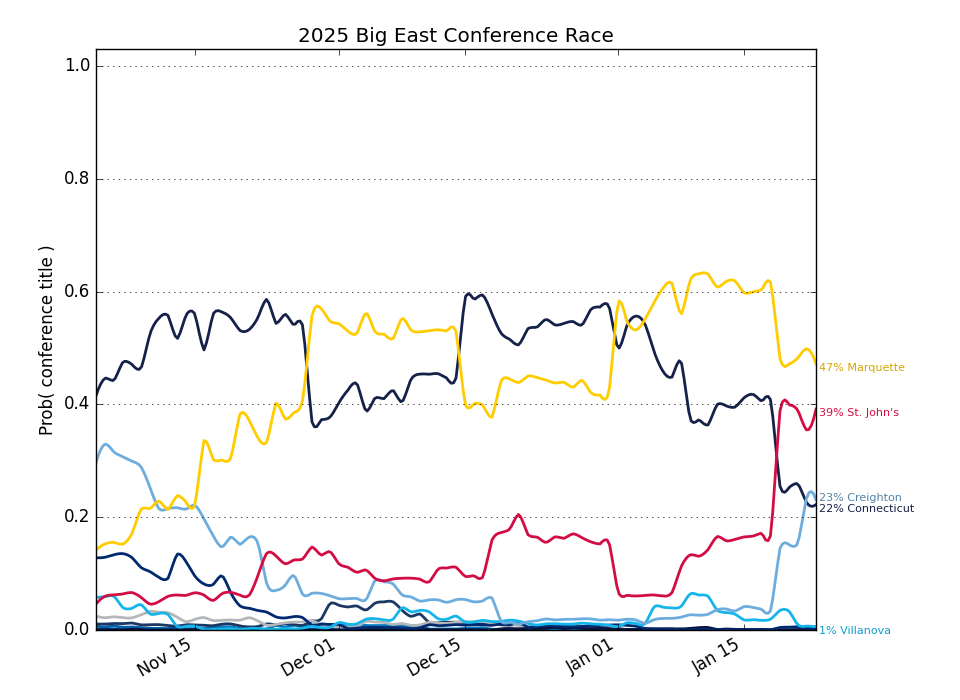 2025 Big East Conference Race
Prob( conference title )
1.0
0.8
0.6
0.4
0.2
0.0
Nov 15
Dec 01
Dec 15
Jan 01
Jan 15
47% Marquette
39% St. John's
23% Creighton
22% Connecticut
1% Villanova